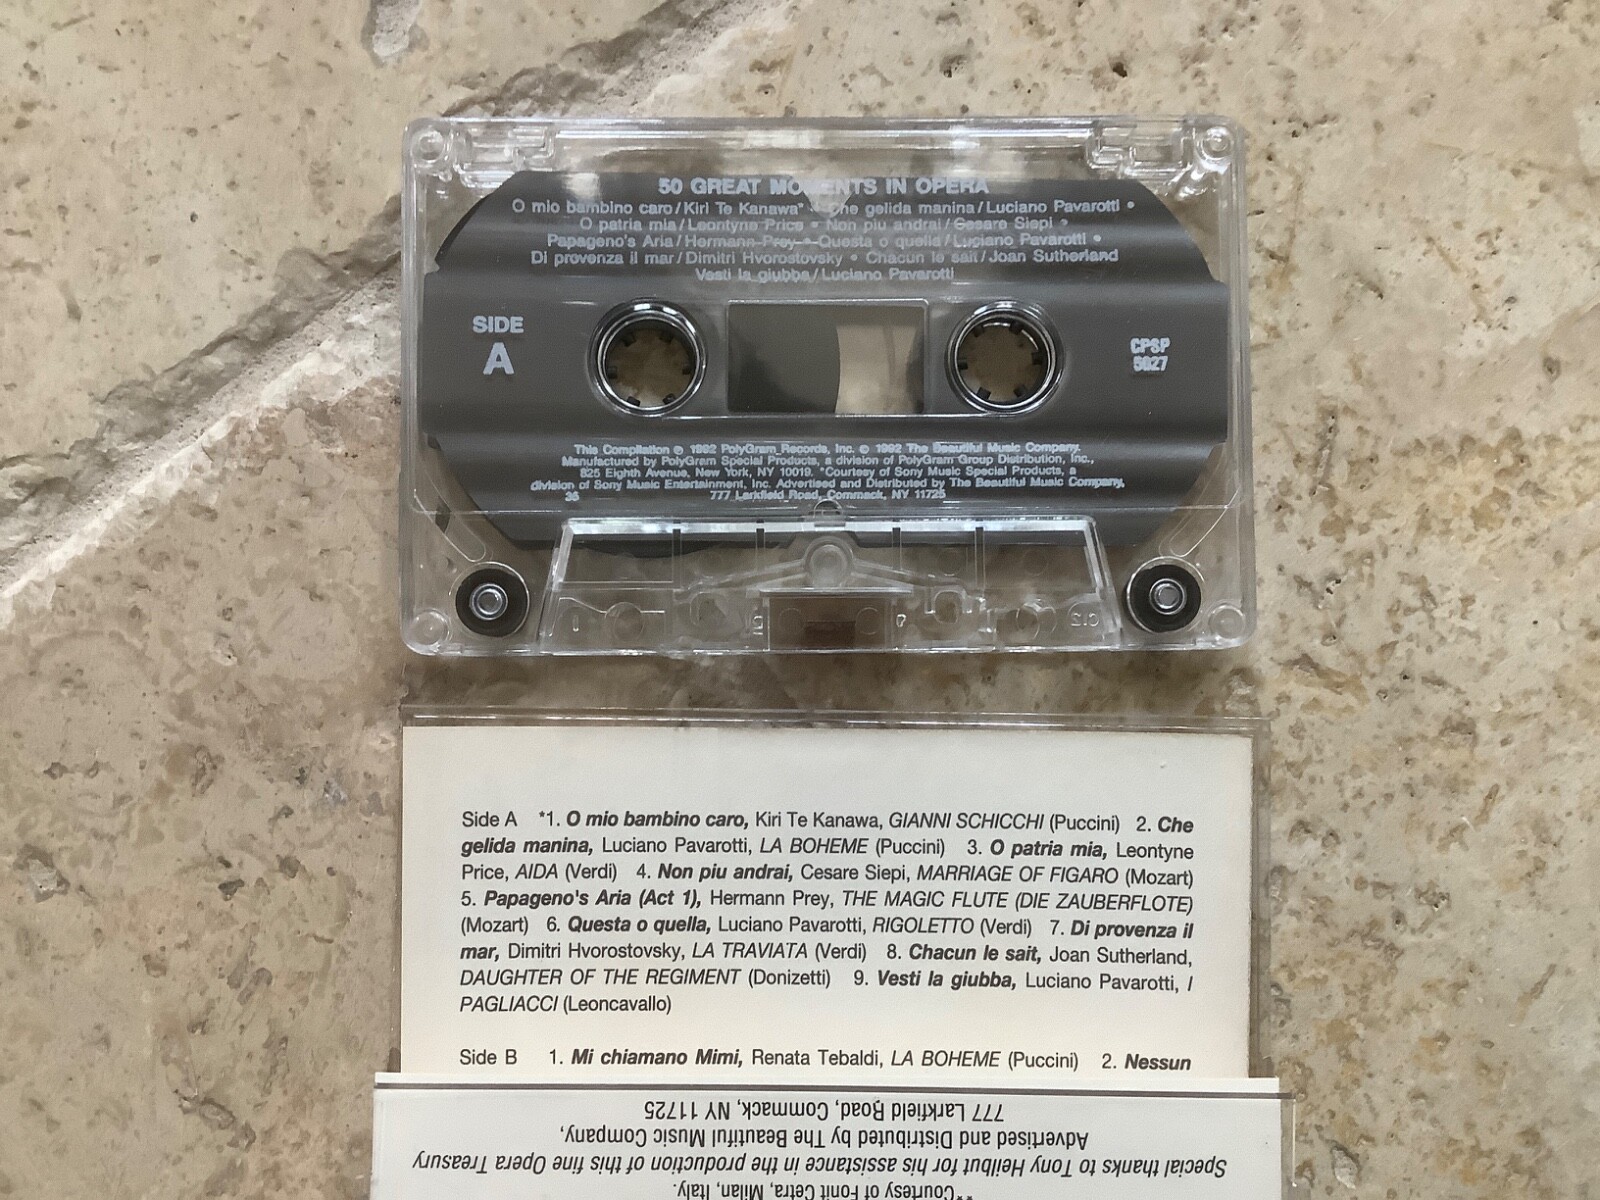 50 GREAT MOMENTS IN OPERA
O mio bambino caro/Kiri Te Kanawa* • Che gelida manina/Luciano Pavarotti •
O patria mia/Leontyne Price • Non piu andrai/Cesare Siepi •
Papageno's Aria/Hermann Prey • Questa o quella/Luciano Pavarotti •
Di provenza il mar/Dimitri Hvorostovsky • Chacun le sait/Joan Sutherland
Vesti la giubba/Luciano Pavarotti
SIDE
A
CPSP
5027
This Compilation ℗ 1992 PolyGram Records, Inc. © 1992 The Beautiful Music Company.
Manufactured by PolyGram Special Products, a division of PolyGram Group Distribution, Inc.,
825 Eighth Avenue, New York, NY 10019. *Courtesy of Sony Music Special Products, a
division of Sony Music Entertainment, Inc. Advertised and Distributed by The Beautiful Music Company,
36 777 Larkfield Road, Commack, NY 11725
Side A *1. O mio bambino caro, Kiri Te Kanawa, GIANNI SCHICCHI (Puccini) 2. Che
gelida manina, Luciano Pavarotti, LA BOHEME (Puccini) 3. O patria mia, Leontyne
Price, AIDA (Verdi) 4. Non piu andrai, Cesare Siepi, MARRIAGE OF FIGARO (Mozart)
5. Papageno's Aria (Act 1), Hermann Prey, THE MAGIC FLUTE (DIE ZAUBERFLOTE)
(Mozart) 6. Questa o quella, Luciano Pavarotti, RIGOLETTO (Verdi) 7. Di provenza il
mar, Dimitri Hvorostovsky, LA TRAVIATA (Verdi) 8. Chacun le sait, Joan Sutherland,
DAUGHTER OF THE REGIMENT (Donizetti) 9. Vesti la giubba, Luciano Pavarotti, I
PAGLIACCI (Leoncavallo)
Side B 1. Mi chiamano Mimi, Renata Tebaldi, LA BOHEME (Puccini) 2. Nessun
**Courtesy of Fonit Cetra, Milan, Italy.
Special thanks to Tony Heilbut for his assistance in the production of this fine Opera Treasury
Advertised and Distributed by The Beautiful Music Company,
777 Larkfield Road, Commack, NY 11725